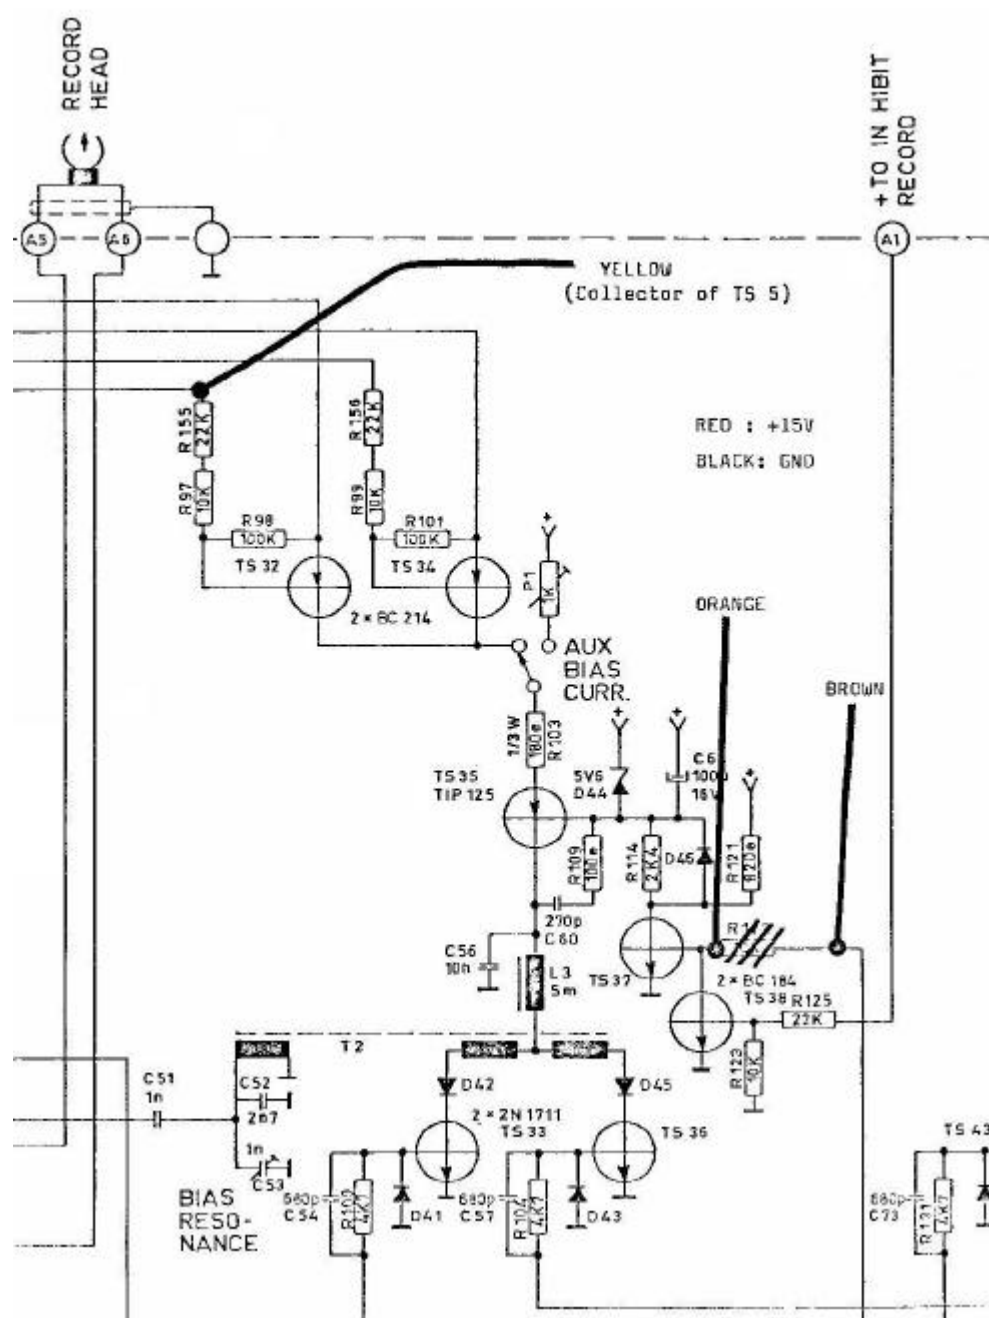 RECORD
HEAD
+TO IN HIBIT
RECORD
A5
A6
A1
YELLOW
(Collector of TS 5)
R155
22K
R156
22K
RED : +15V
BLACK: GND
R97
10K
R99
10K
R98
100K
R101
100K
TS 32
TS 34
2 × BC 214
P1
1K
+
ORANGE
AUX
BIAS
CURR.
BROWN
1/3 W
180e
R103
+
+
TS 35
TIP 125
5V6
D44
C6
100µ
16V
+
R109
100e
R114
2K4
D46
R121
820e
270p
C60
C56
10n
L3
5m
TS 37
2 × BC 184
TS 38
R125
22K
T2
R123
10K
C51
1n
C52
2n7
D42
D45
2 × 2N 1711
TS 33
TS 36
TS 43
1n
C53
BIAS
RESO-
NANCE
560p
C54
R102
4K7
D41
680p
C57
4K7
D43
680p
C73
R131
4K7